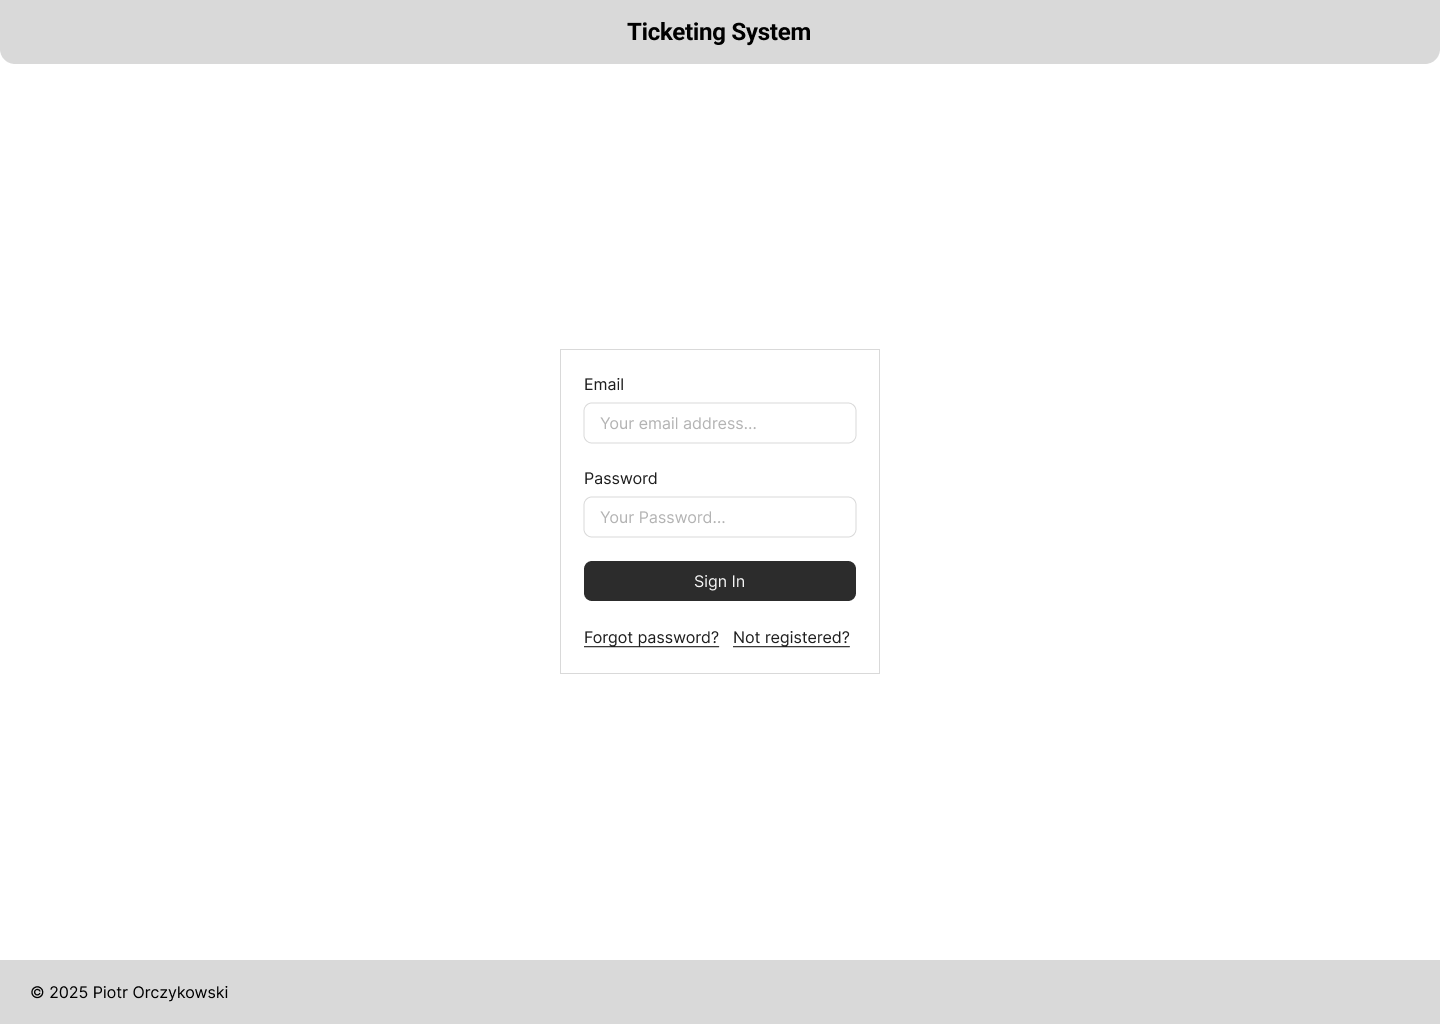 Ticketing System
Email
Your email address...
Password
Your Password...
Sign In
Forgot password? Not registered?
© 2025 Piotr Orczykowski